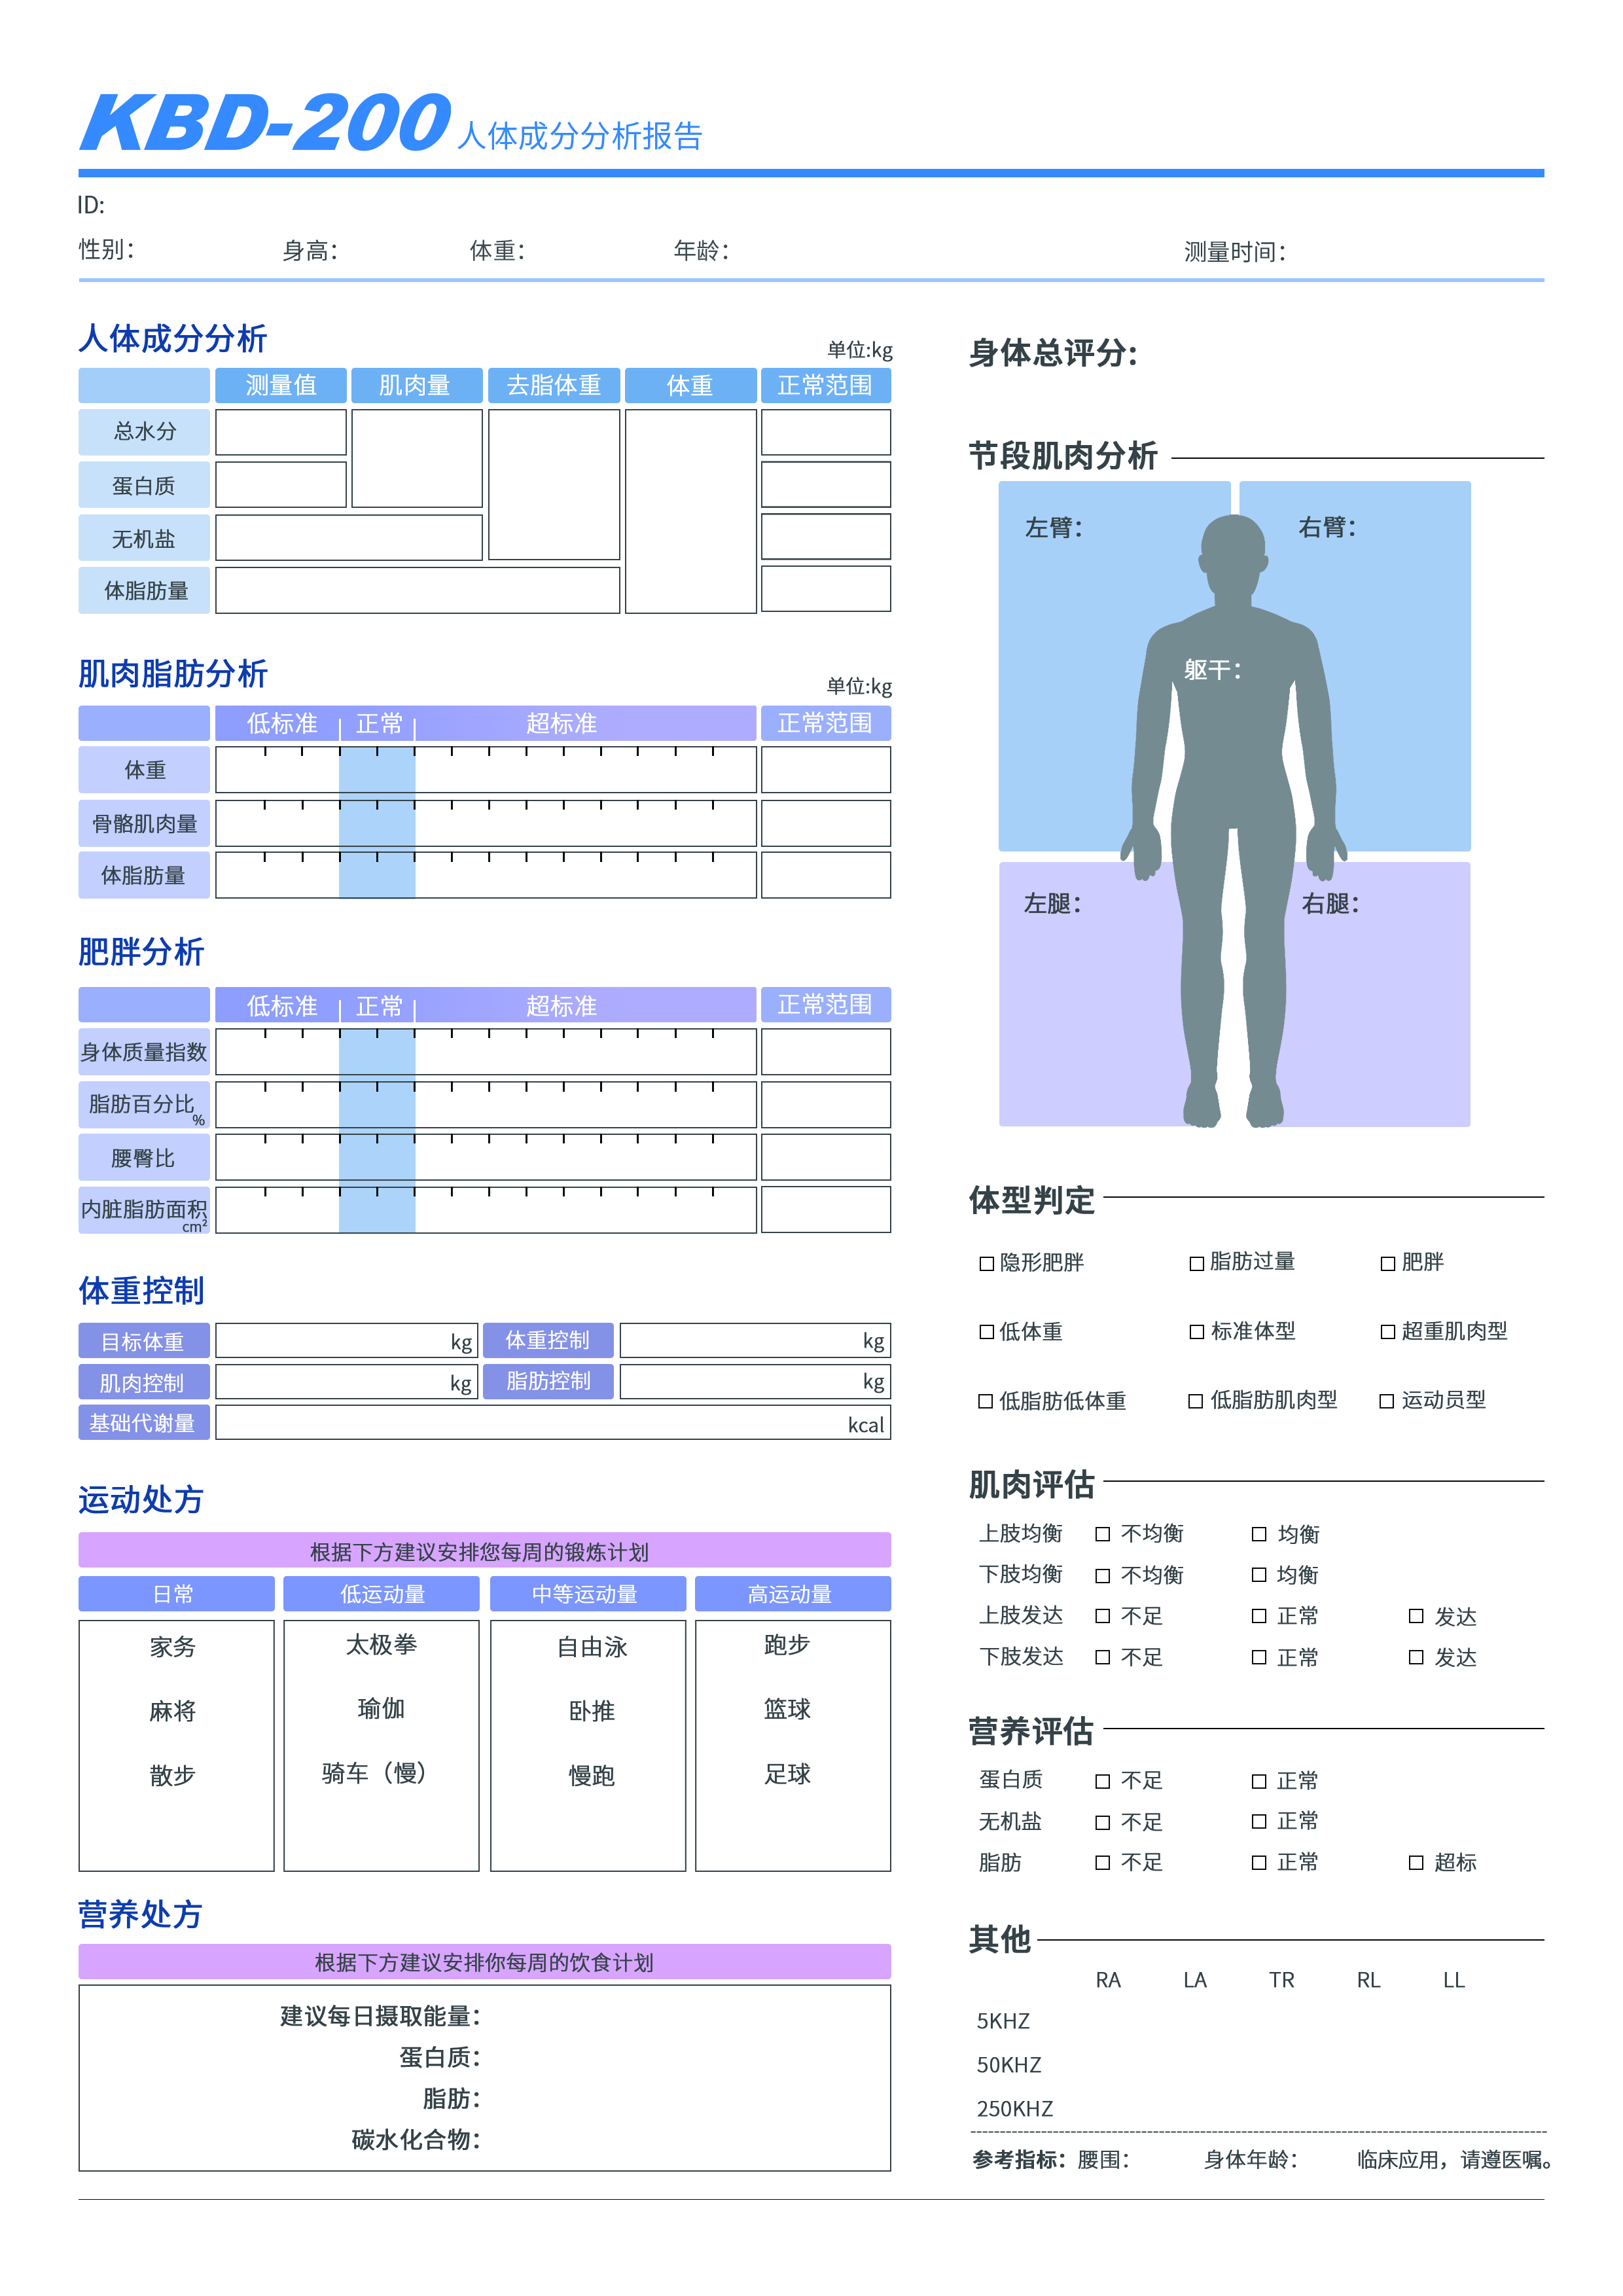 KBD-200 人体成分分析报告
ID:
性别： 身高： 体重： 年龄： 测量时间：
人体成分分析
单位:kg
测量值 肌肉量 去脂体重 体重 正常范围
总水分
蛋白质
无机盐
体脂肪量
肌肉脂肪分析
单位:kg
低标准 正常 超标准 正常范围
体重
骨骼肌肉量
体脂肪量
肥胖分析
低标准 正常 超标准 正常范围
身体质量指数
脂肪百分比
%
腰臀比
内脏脂肪面积
cm²
体重控制
目标体重 kg 体重控制 kg
肌肉控制 kg 脂肪控制 kg
基础代谢量 kcal
运动处方
根据下方建议安排您每周的锻炼计划
日常 低运动量 中等运动量 高运动量
家务 太极拳 自由泳 跑步
麻将 瑜伽 卧推 篮球
散步 骑车（慢） 慢跑 足球
营养处方
根据下方建议安排你每周的饮食计划
建议每日摄取能量：
蛋白质：
脂肪：
碳水化合物：
身体总评分:
节段肌肉分析
左臂： 右臂：
躯干：
左腿： 右腿：
体型判定
隐形肥胖 脂肪过量 肥胖
低体重 标准体型 超重肌肉型
低脂肪低体重 低脂肪肌肉型 运动员型
肌肉评估
上肢均衡 不均衡 均衡
下肢均衡 不均衡 均衡
上肢发达 不足 正常 发达
下肢发达 不足 正常 发达
营养评估
蛋白质 不足 正常
无机盐 不足 正常
脂肪 不足 正常 超标
其他
RA LA TR RL LL
5KHZ
50KHZ
250KHZ
参考指标：腰围： 身体年龄： 临床应用，请遵医嘱。